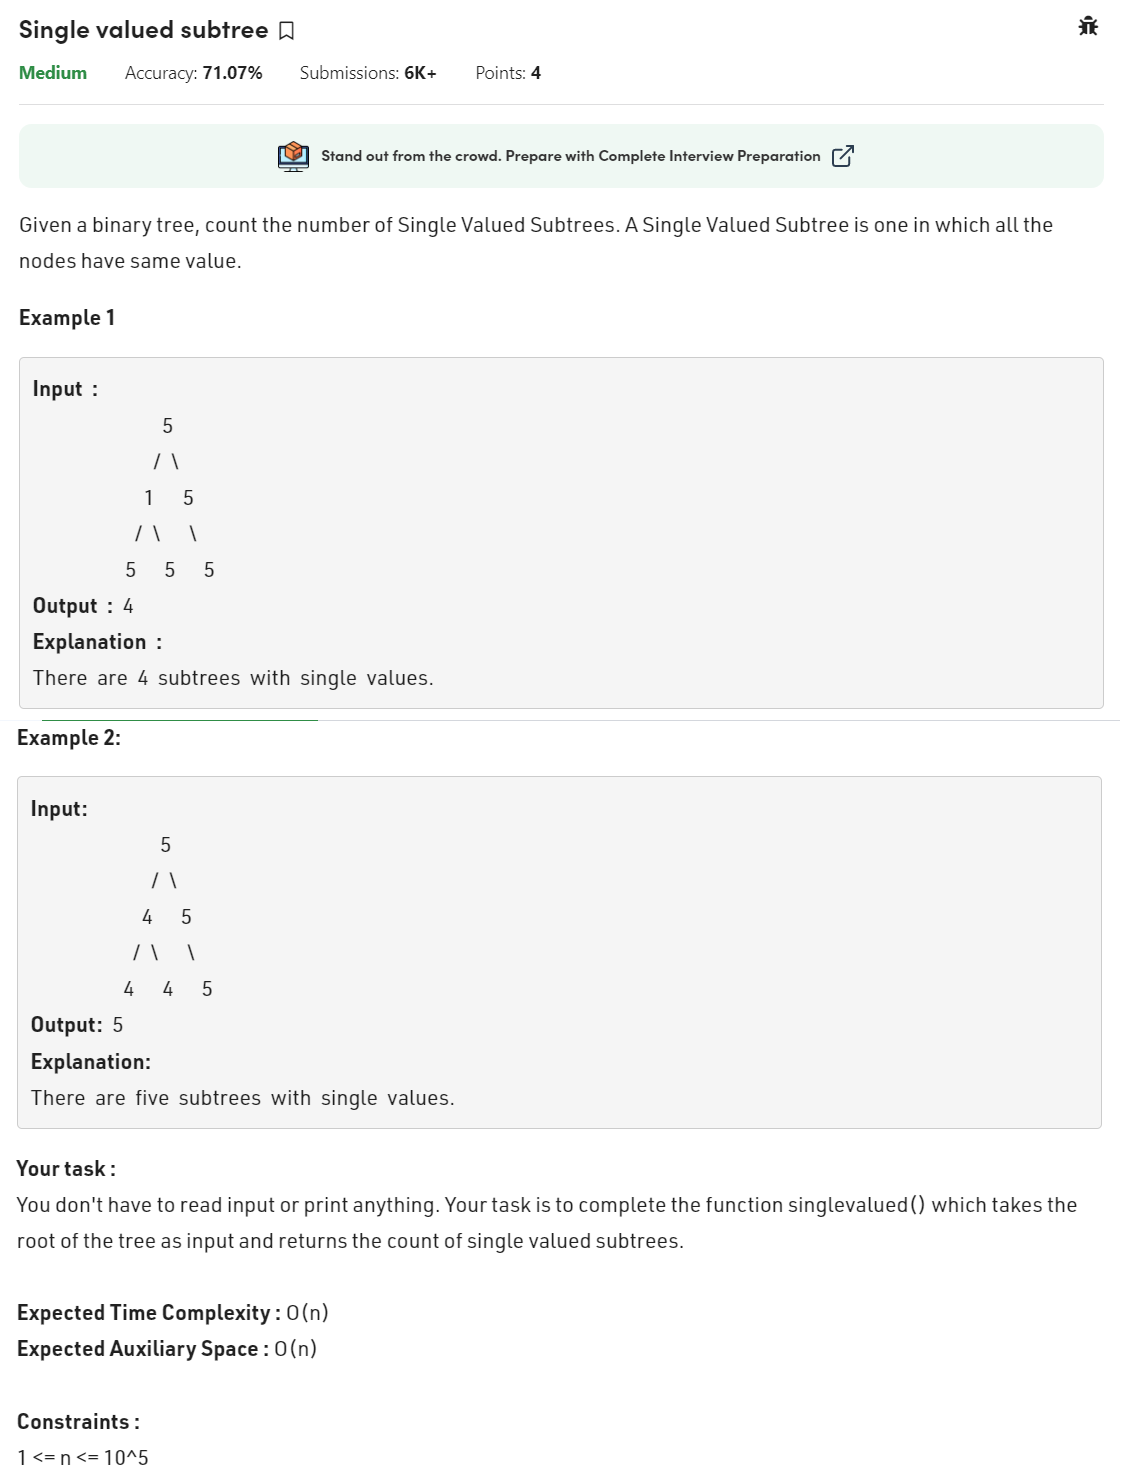 Single valued subtree
Medium Accuracy: 71.07% Submissions: 6K+ Points: 4
Stand out from the crowd. Prepare with Complete Interview Preparation
Given a binary tree, count the number of Single Valued Subtrees. A Single Valued Subtree is one in which all the
nodes have same value.
Example 1
Input :
5
/ \
1 5
/ \ \
5 5 5
Output : 4
Explanation :
There are 4 subtrees with single values.
Example 2:
Input:
5
/ \
4 5
/ \ \
4 4 5
Output: 5
Explanation:
There are five subtrees with single values.
Your task :
You don't have to read input or print anything. Your task is to complete the function singlevalued() which takes the
root of the tree as input and returns the count of single valued subtrees.
Expected Time Complexity : O(n)
Expected Auxiliary Space : O(n)
Constraints :
1 <= n <= 10^5